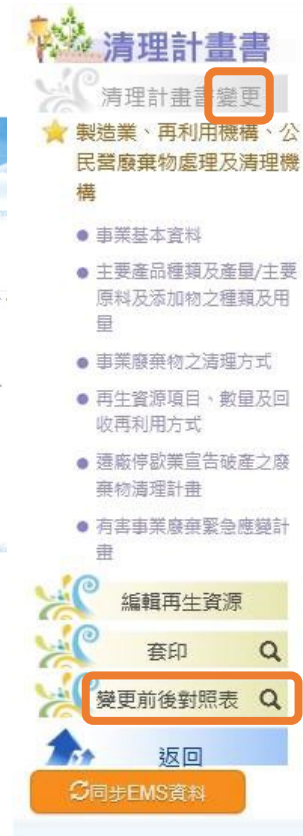 清理計畫書
清理計畫書變更
製造業、再利用機構、公
民營廢棄物處理及清理機
構
事業基本資料
主要產品種類及產量/主要
原料及添加物之種類及用
量
事業廢棄物之清理方式
再生資源項目、數量及回
收再利用方式
遷廠停歇業宣告破產之廢
棄物清理計畫
有害事業廢棄緊急應變計
畫
編輯再生資源
套印
變更前後對照表
返回
同步EMS資料